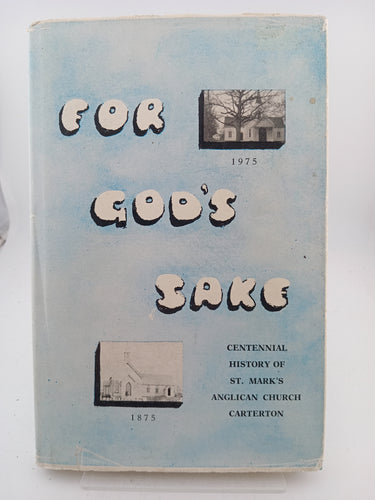 FOR
1975
GOD'S
SAKE
1875
CENTENNIAL
HISTORY OF
ST. MARK'S
ANGLICAN CHURCH
CARTERTON